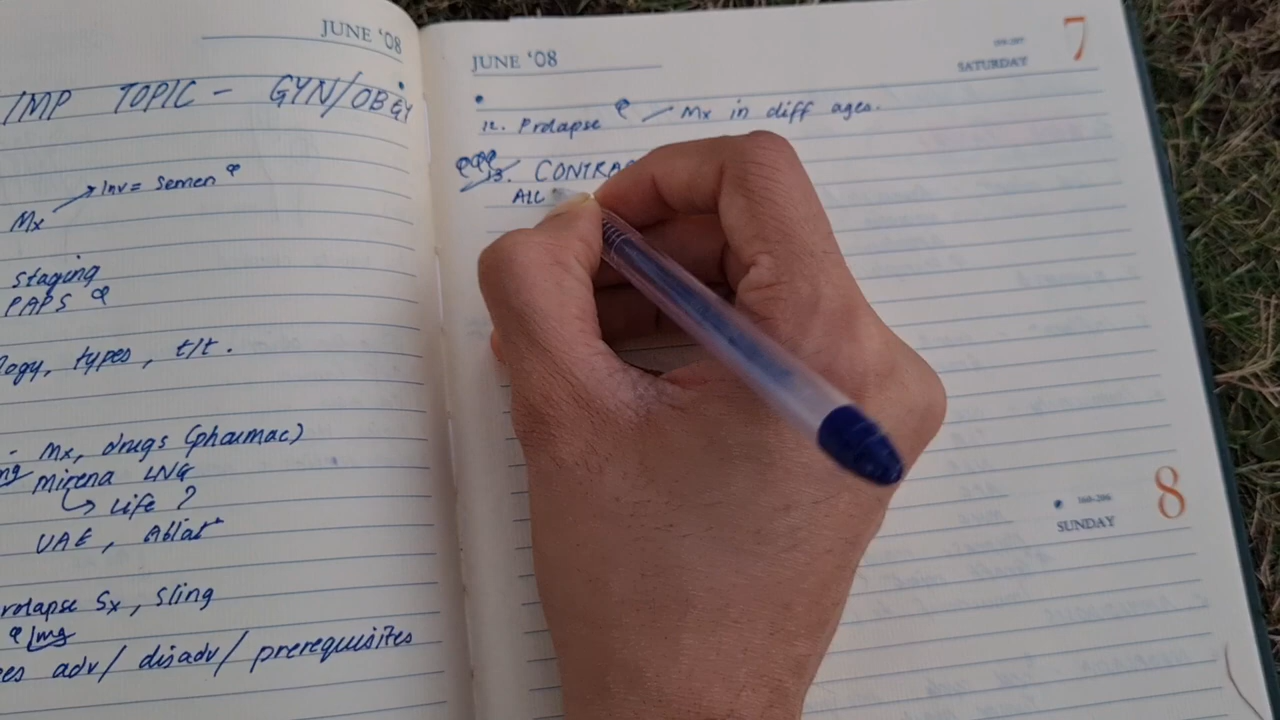 JUNE '08
IMP TOPIC - GYN/OBGY
Inv = Semen
Mx
Staging
PAPS
logy, types, t/t.
- Mx, drugs (pharmac)
Mirena LNG
↳ Life ?
UAE, Ablatn
rolapse Sx, Sling
Img
es adv/ disadv/ prerequisites
JUNE '08
SATURDAY 7
12. Prolapse Mx in diff ages.
13. CONTRA
All
SUNDAY 8